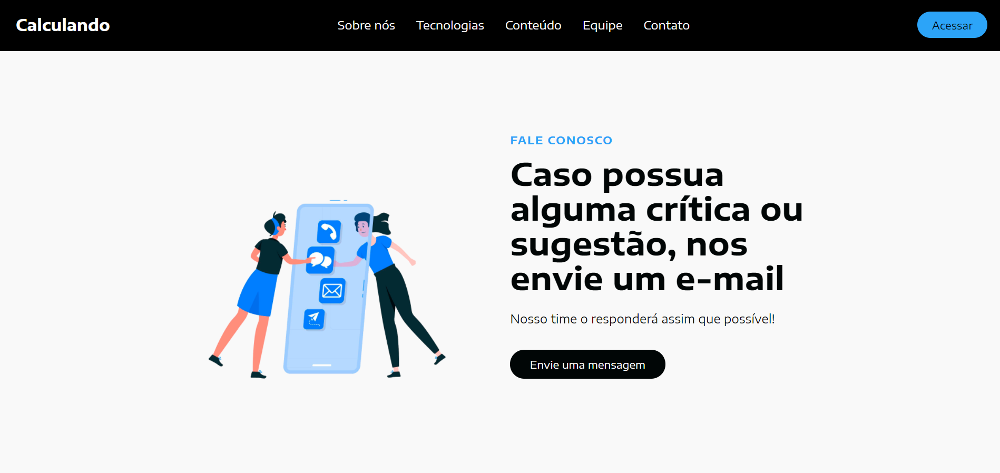 Calculando
Sobre nós
Tecnologias
Conteúdo
Equipe
Contato
Acessar
FALE CONOSCO
Caso possua
alguma crítica ou
sugestão, nos
envie um e-mail
Nosso time o responderá assim que possível!
Envie uma mensagem